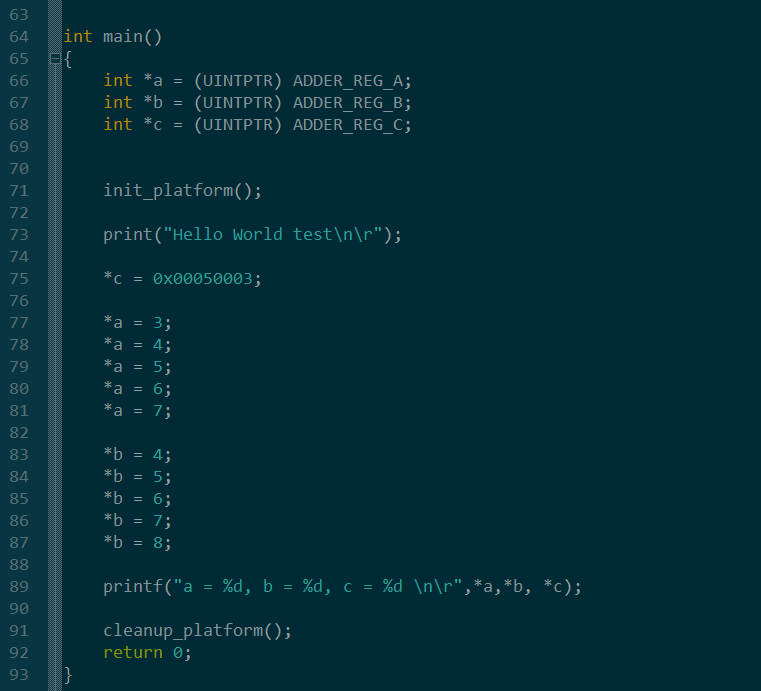 63
64 int main()
65 {
66     int *a = (UINTPTR) ADDER_REG_A;
67     int *b = (UINTPTR) ADDER_REG_B;
68     int *c = (UINTPTR) ADDER_REG_C;
69
70
71     init_platform();
72
73     print("Hello World test\n\r");
74
75     *c = 0x00050003;
76
77     *a = 3;
78     *a = 4;
79     *a = 5;
80     *a = 6;
81     *a = 7;
82
83     *b = 4;
84     *b = 5;
85     *b = 6;
86     *b = 7;
87     *b = 8;
88
89     printf("a = %d, b = %d, c = %d \n\r",*a,*b, *c);
90
91     cleanup_platform();
92     return 0;
93 }